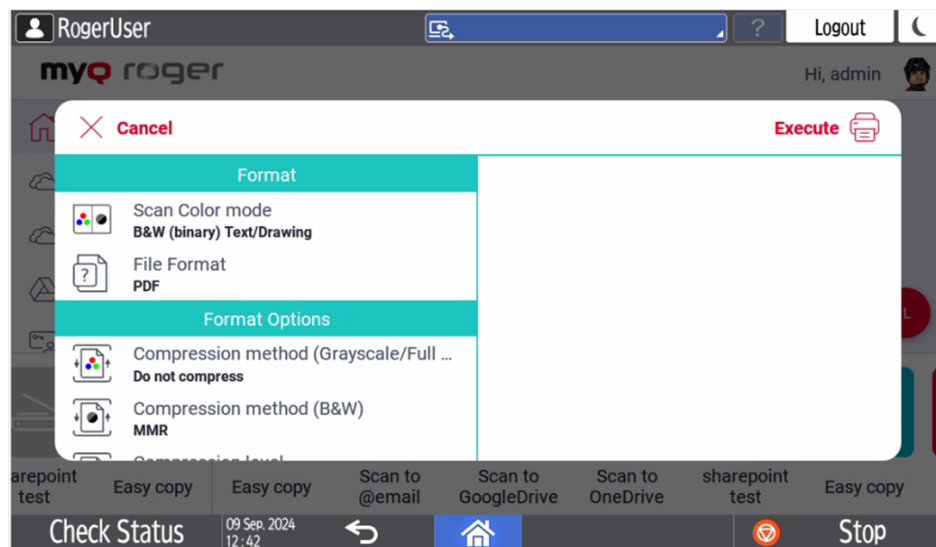 RogerUser
?
Logout
myQ roger
Hi, admin
Cancel
Execute
Format
Scan Color mode
B&W (binary) Text/Drawing
?
File Format
PDF
Format Options
L
Compression method (Grayscale/Full ...
Do not compress
Compression method (B&W)
MMR
Compression level
arepoint test
Easy copy
Easy copy
Scan to @email
Scan to GoogleDrive
Scan to OneDrive
sharepoint test
Easy copy
Check Status
09 Sep. 2024
12:42
Stop